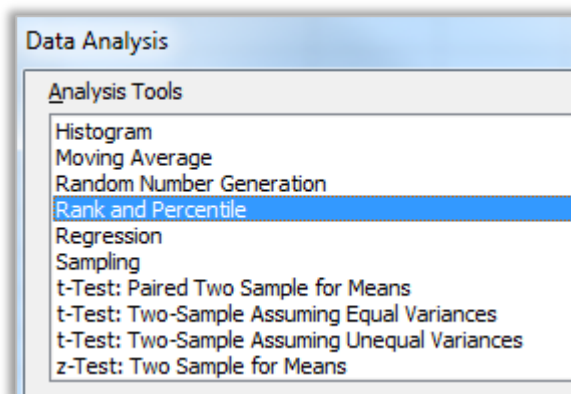 Data Analysis
Analysis Tools
Histogram
Moving Average
Random Number Generation
Rank and Percentile
Regression
Sampling
t-Test: Paired Two Sample for Means
t-Test: Two-Sample Assuming Equal Variances
t-Test: Two-Sample Assuming Unequal Variances
z-Test: Two Sample for Means